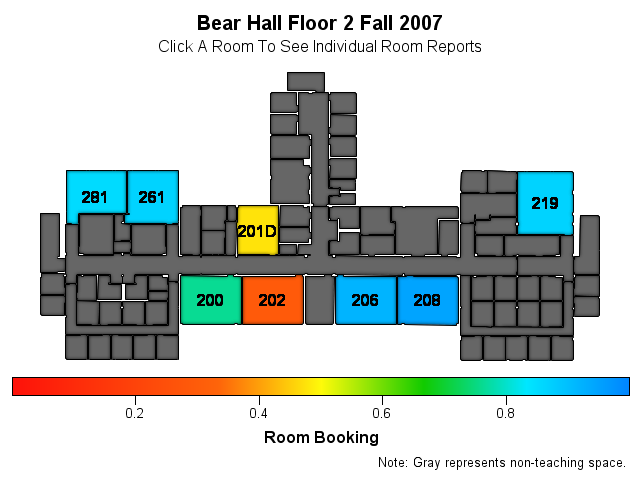 Bear Hall Floor 2 Fall 2007
Click A Room To See Individual Room Reports
281
261
219
201D
200
202
206
208
0.2
0.4
0.6
0.8
Room Booking
Note: Gray represents non-teaching space.